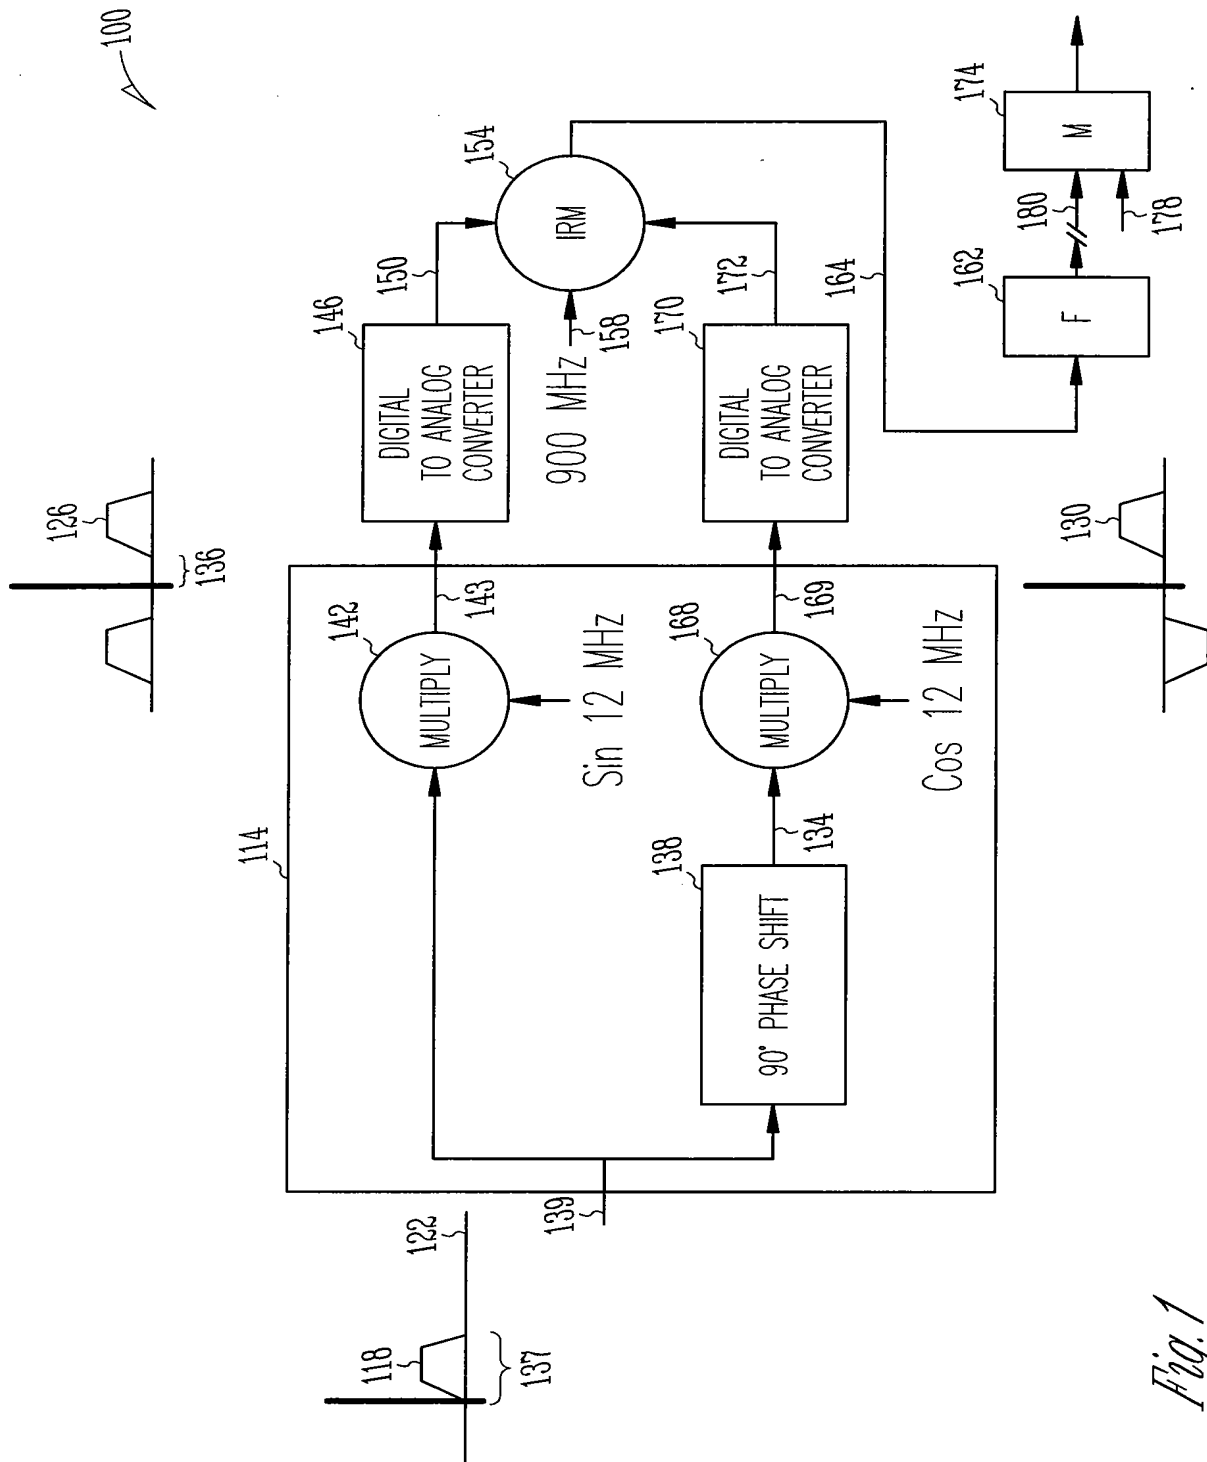 100
126
136
114
142
MULTIPLY
143
Sin 12 MHz
146
DIGITAL
TO ANALOG
CONVERTER
150
154
IRM
900 MHz
158
118
122
137
139
138
90° PHASE SHIFT
134
168
MULTIPLY
169
Cos 12 MHz
170
DIGITAL
TO ANALOG
CONVERTER
172
164
162
F
180
178
174
M
130
Fig. 1